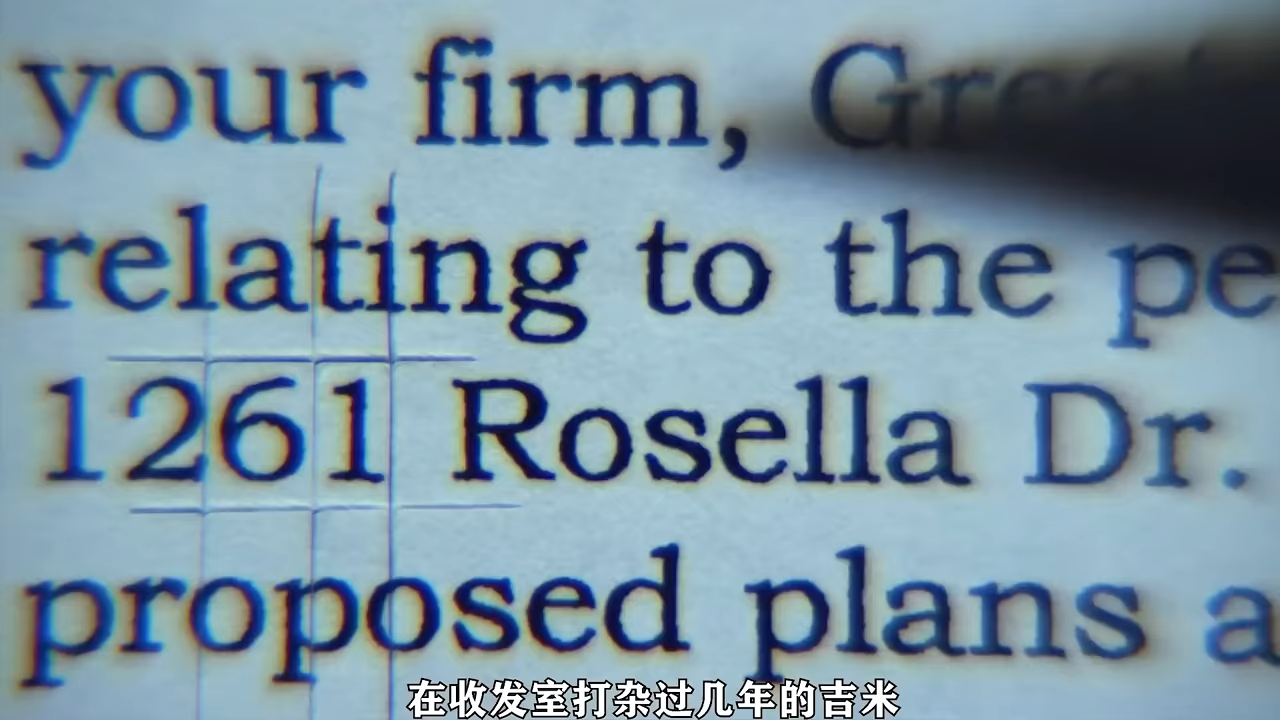 your firm,
relating to the
1261 Rosella Dr.
proposed plans a
在收发室打杂过几年的吉米